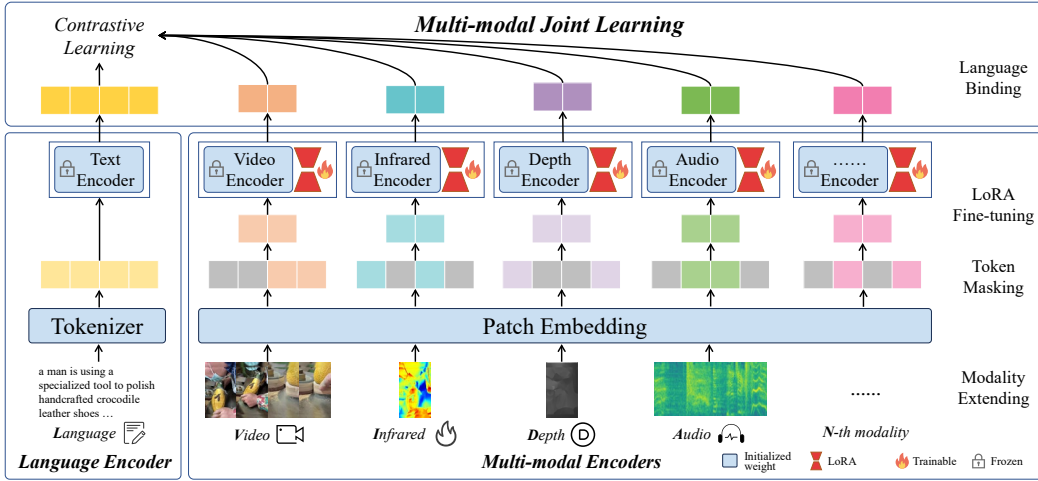 Multi-modal Joint Learning
Contrastive
Learning
Language
Binding
Text
Encoder
Video
Encoder
Infrared
Encoder
Depth
Encoder
Audio
Encoder
......
Encoder
LoRA
Fine-tuning
Token
Masking
Tokenizer
Patch Embedding
a man is using a
specialized tool to polish
handcrafted crocodile
leather shoes ...
Language
Language Encoder
Video
Infrared
Depth
D
Audio
......
N-th modality
Modality
Extending
Multi-modal Encoders
Initialized
weight
LoRA
Trainable
Frozen